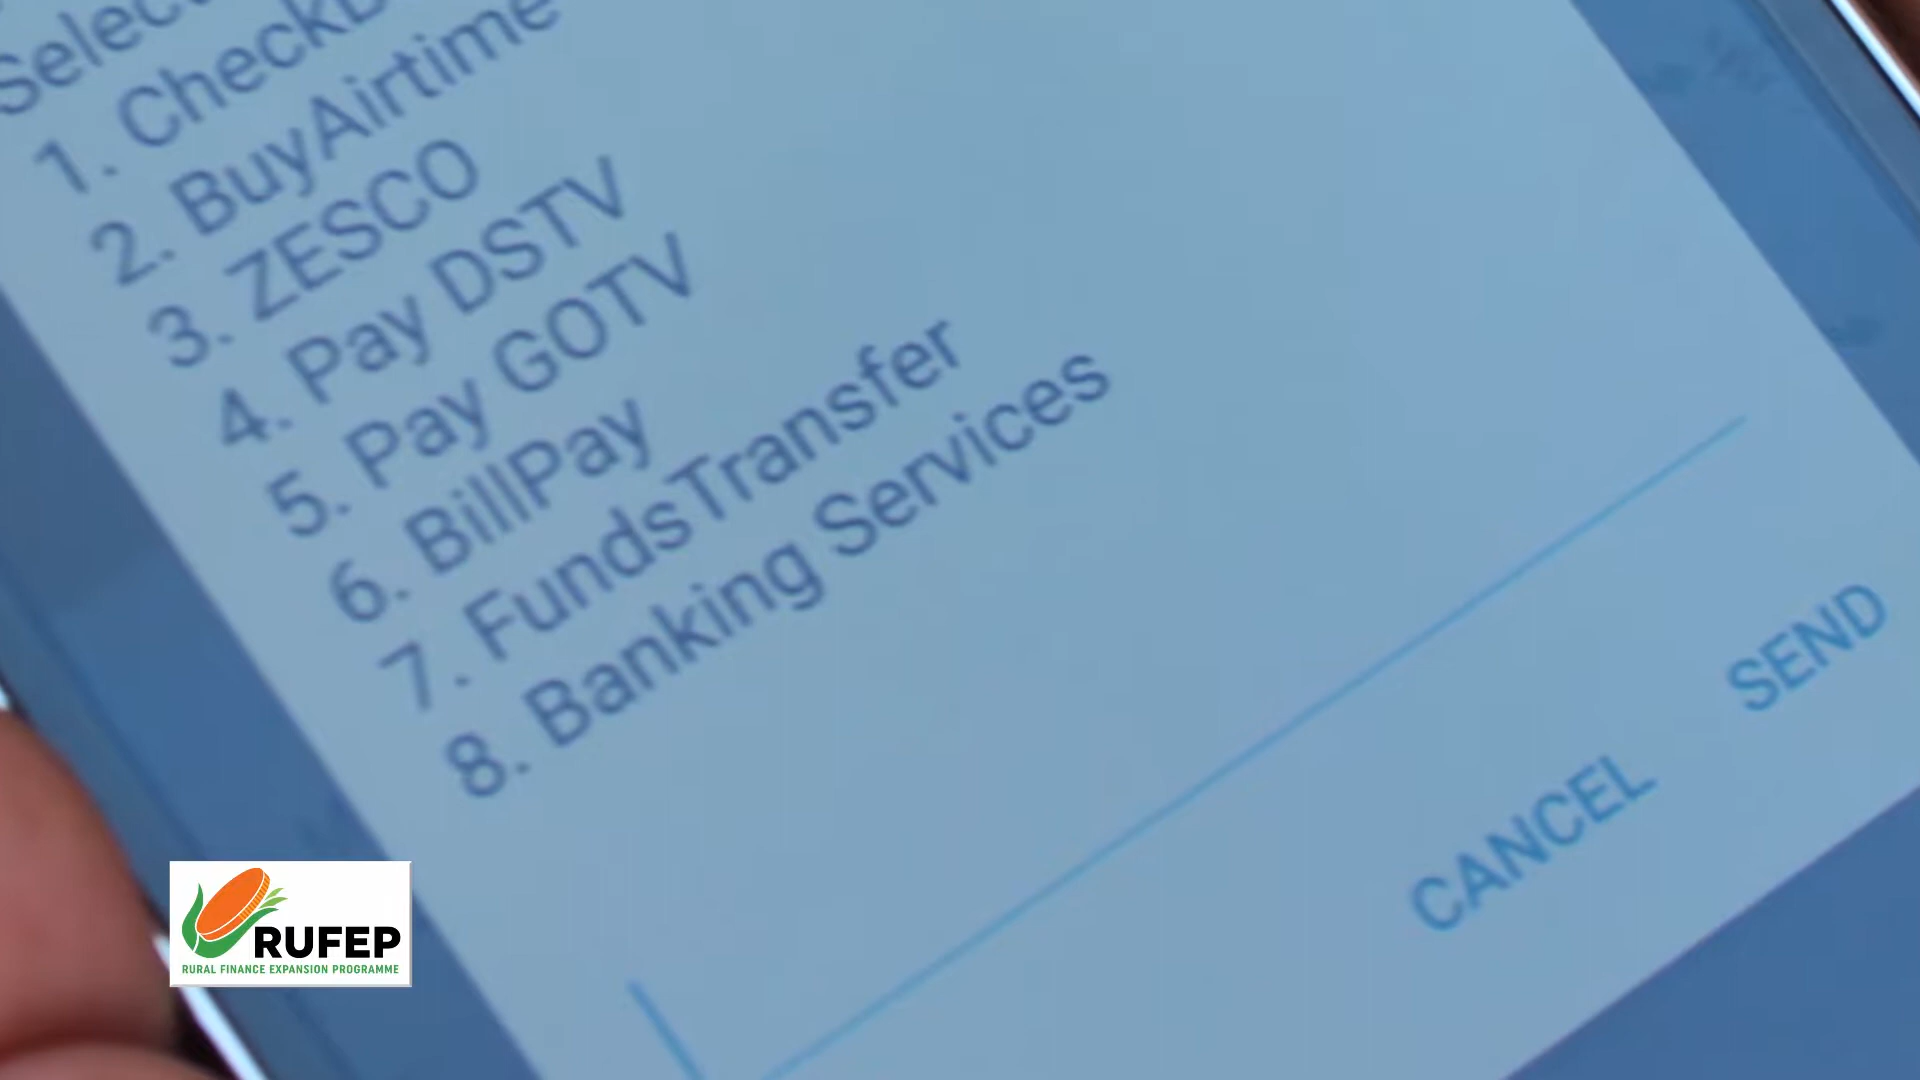 1.
2. BuyAirtime
3. ZESCO
4. Pay DSTV
5. Pay GOTV
6. BillPay
7. FundsTransfer
8. Banking Services
CANCEL SEND
RUFEP
RURAL FINANCE EXPANSION PROGRAMME